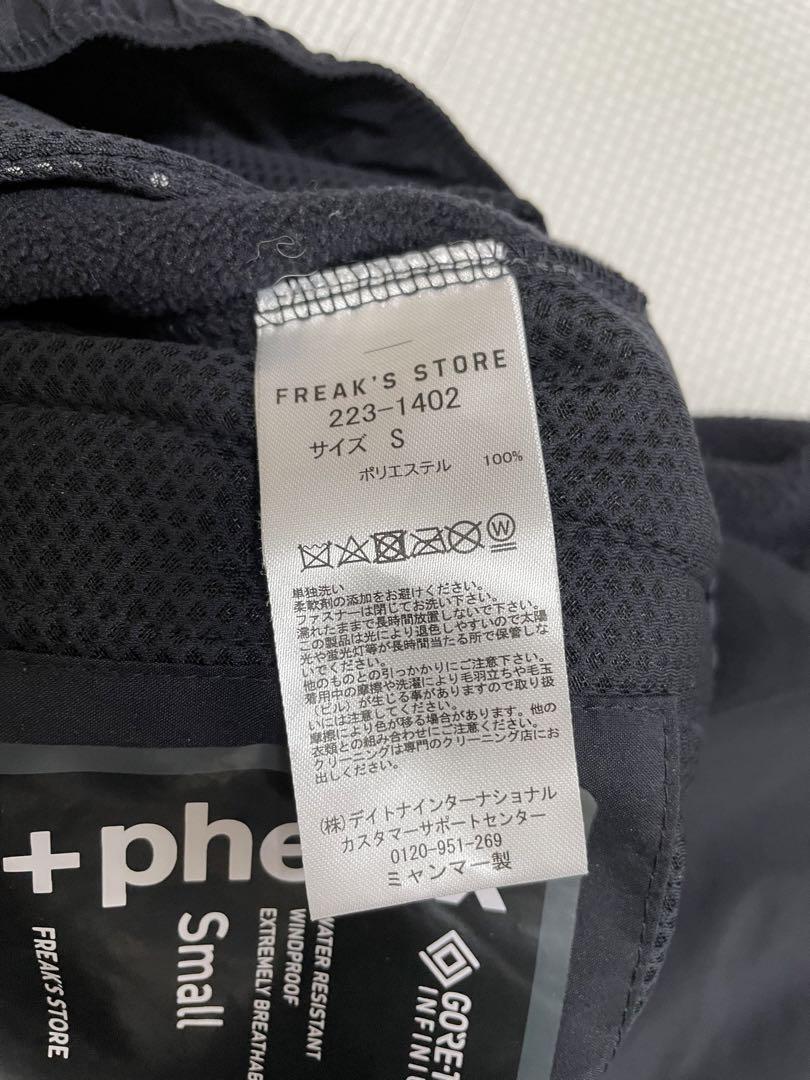 FREAK'S STORE
223-1402
サイズ S
ポリエステル 100%
W
単独洗い
柔軟剤の添加をお避けください。
ファスナーは閉じてお洗い下さい。
濡れたままで長時間放置しないで下さい。
この製品は光により退色しやすいので太陽
光や蛍光灯等が長時間当たる所で保管しな
いでください。
他のものとの引っかかりにご注意下さい。
着用中の摩擦や洗濯により毛羽立ちや毛玉
(ピル)が生じる事がありますので取り扱
いには注意してください。
摩擦により色が移る場合があります。他の
衣類との組み合わせにご注意下さい。
クリーニングは専門のクリーニング店にお
出しください。
(株)デイトナインターナショナル
カスタマーサポートセンター
0120-951-269
ミャンマー製
+phe
Small
FREAK'S STORE
WATER RESISTANT
WINDPROOF
EXTREMELY BREATHAB
GORE-T
INFINI